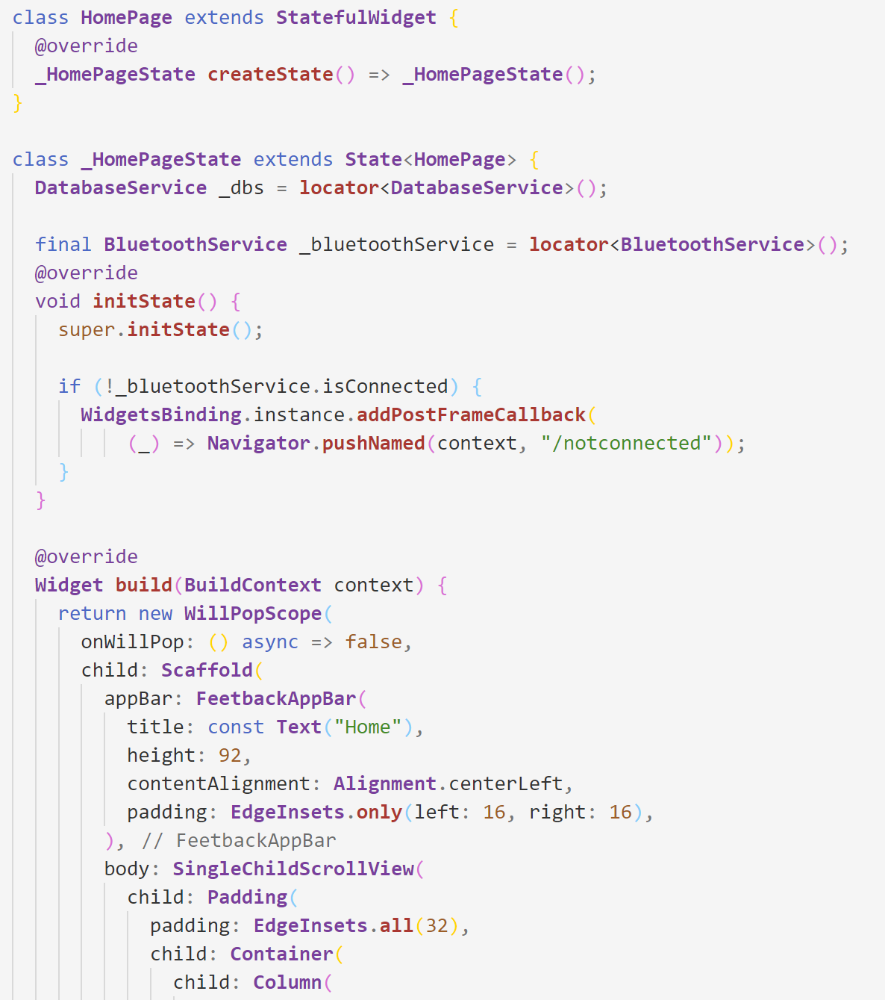 class HomePage extends StatefulWidget {
  @override
  _HomePageState createState() => _HomePageState();
}

class _HomePageState extends State<HomePage> {
  DatabaseService _dbs = locator<DatabaseService>();

  final BluetoothService _bluetoothService = locator<BluetoothService>();
  @override
  void initState() {
    super.initState();

    if (!_bluetoothService.isConnected) {
      WidgetsBinding.instance.addPostFrameCallback(
          (_) => Navigator.pushNamed(context, "/notconnected"));
    }
  }

  @override
  Widget build(BuildContext context) {
    return new WillPopScope(
      onWillPop: () async => false,
      child: Scaffold(
        appBar: FeetbackAppBar(
          title: const Text("Home"),
          height: 92,
          contentAlignment: Alignment.centerLeft,
          padding: EdgeInsets.only(left: 16, right: 16),
        ), // FeetbackAppBar
        body: SingleChildScrollView(
          child: Padding(
            padding: EdgeInsets.all(32),
            child: Container(
              child: Column(